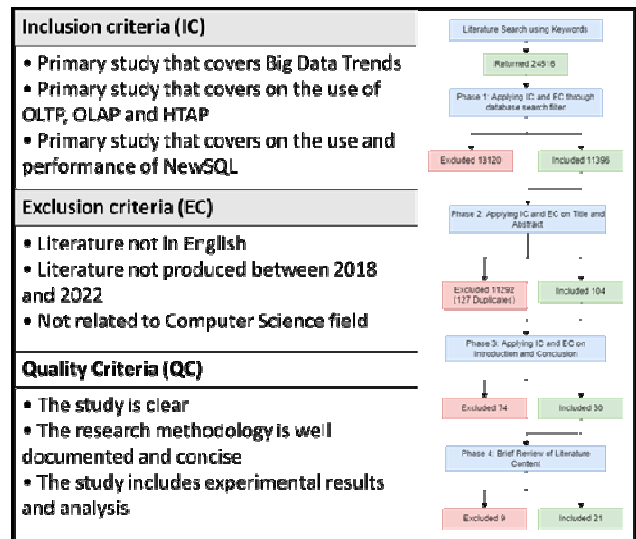 Inclusion criteria (IC)
• Primary study that covers Big Data Trends
• Primary study that covers on the use of
OLTP, OLAP and HTAP
• Primary study that covers on the use and
performance of NewSQL
Exclusion criteria (EC)
• Literature not in English
• Literature not produced between 2018
and 2022
• Not related to Computer Science field
Quality Criteria (QC)
• The study is clear
• The research methodology is well
documented and concise
• The study includes experimental results
and analysis
Literature Search using Keywords
Returned 24516
Phase 1: Applying IC and EC through
database search filter
Excluded 13120
Included 11396
Phase 2: Applying IC and EC on Title and
Abstract
Excluded 11292
(127 Duplicates)
Included 104
Phase 3: Applying IC and EC on
Introduction and Conclusion
Excluded 74
Included 30
Phase 4: Brief Review of Literature
Content
Excluded 9
Included 21